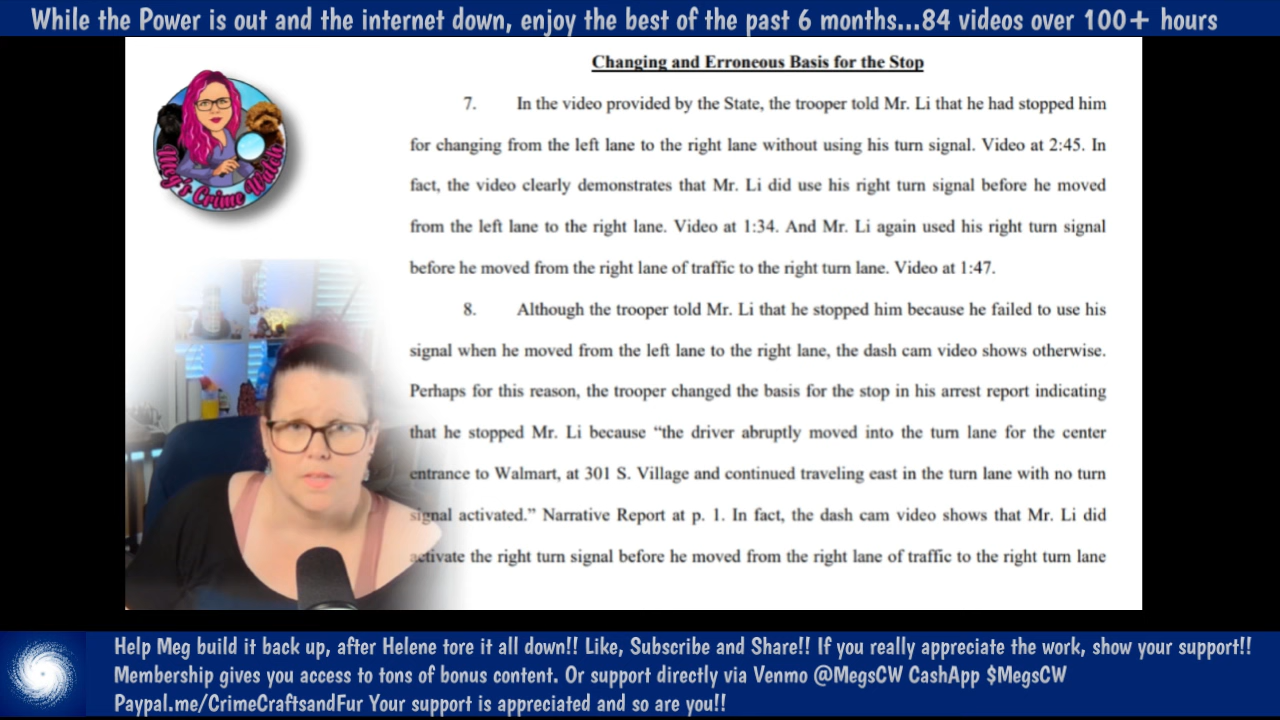 While the Power is out and the internet down, enjoy the best of the past 6 months...84 videos over 100+ hours
Meg's Crime Watch
Changing and Erroneous Basis for the Stop
7. In the video provided by the State, the trooper told Mr. Li that he had stopped him
for changing from the left lane to the right lane without using his turn signal. Video at 2:45. In
fact, the video clearly demonstrates that Mr. Li did use his right turn signal before he moved
from the left lane to the right lane. Video at 1:34. And Mr. Li again used his right turn signal
before he moved from the right lane of traffic to the right turn lane. Video at 1:47.
8. Although the trooper told Mr. Li that he stopped him because he failed to use his
signal when he moved from the left lane to the right lane, the dash cam video shows otherwise.
Perhaps for this reason, the trooper changed the basis for the stop in his arrest report indicating
that he stopped Mr. Li because “the driver abruptly moved into the turn lane for the center
entrance to Walmart, at 301 S. Village and continued traveling east in the turn lane with no turn
signal activated.” Narrative Report at p. 1. In fact, the dash cam video shows that Mr. Li did
activate the right turn signal before he moved from the right lane of traffic to the right turn lane
Help Meg build it back up, after Helene tore it all down!! Like, Subscribe and Share!! If you really appreciate the work, show your support!!
Membership gives you access to tons of bonus content. Or support directly via Venmo @MegsCW CashApp $MegsCW
Paypal.me/CrimeCraftsandFur Your support is appreciated and so are you!!